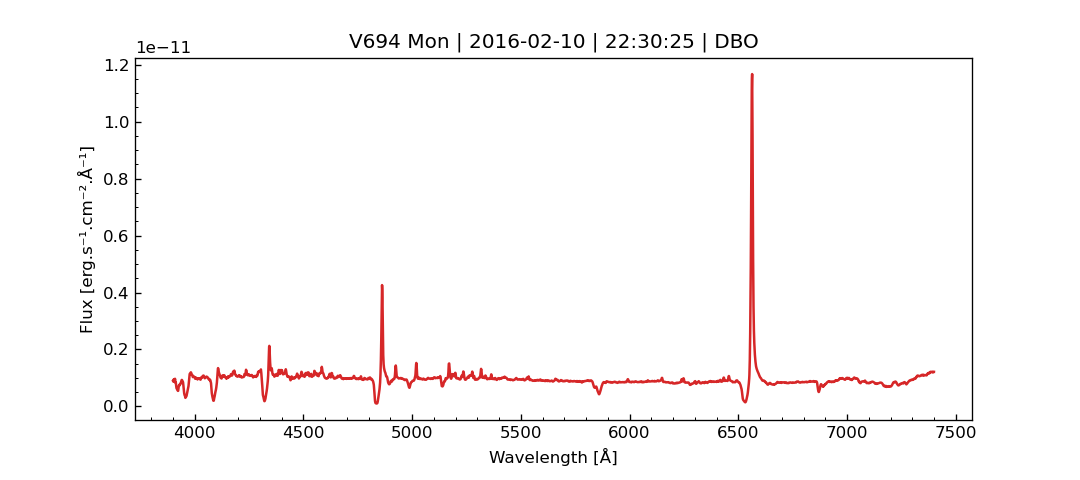 V694 Mon | 2016-02-10 | 22:30:25 | DBO
1e−11
1.2
1.0
0.8
0.6
0.4
0.2
0.0
Flux [erg.s⁻¹.cm⁻².Å⁻¹]
4000 4500 5000 5500 6000 6500 7000 7500
Wavelength [Å]